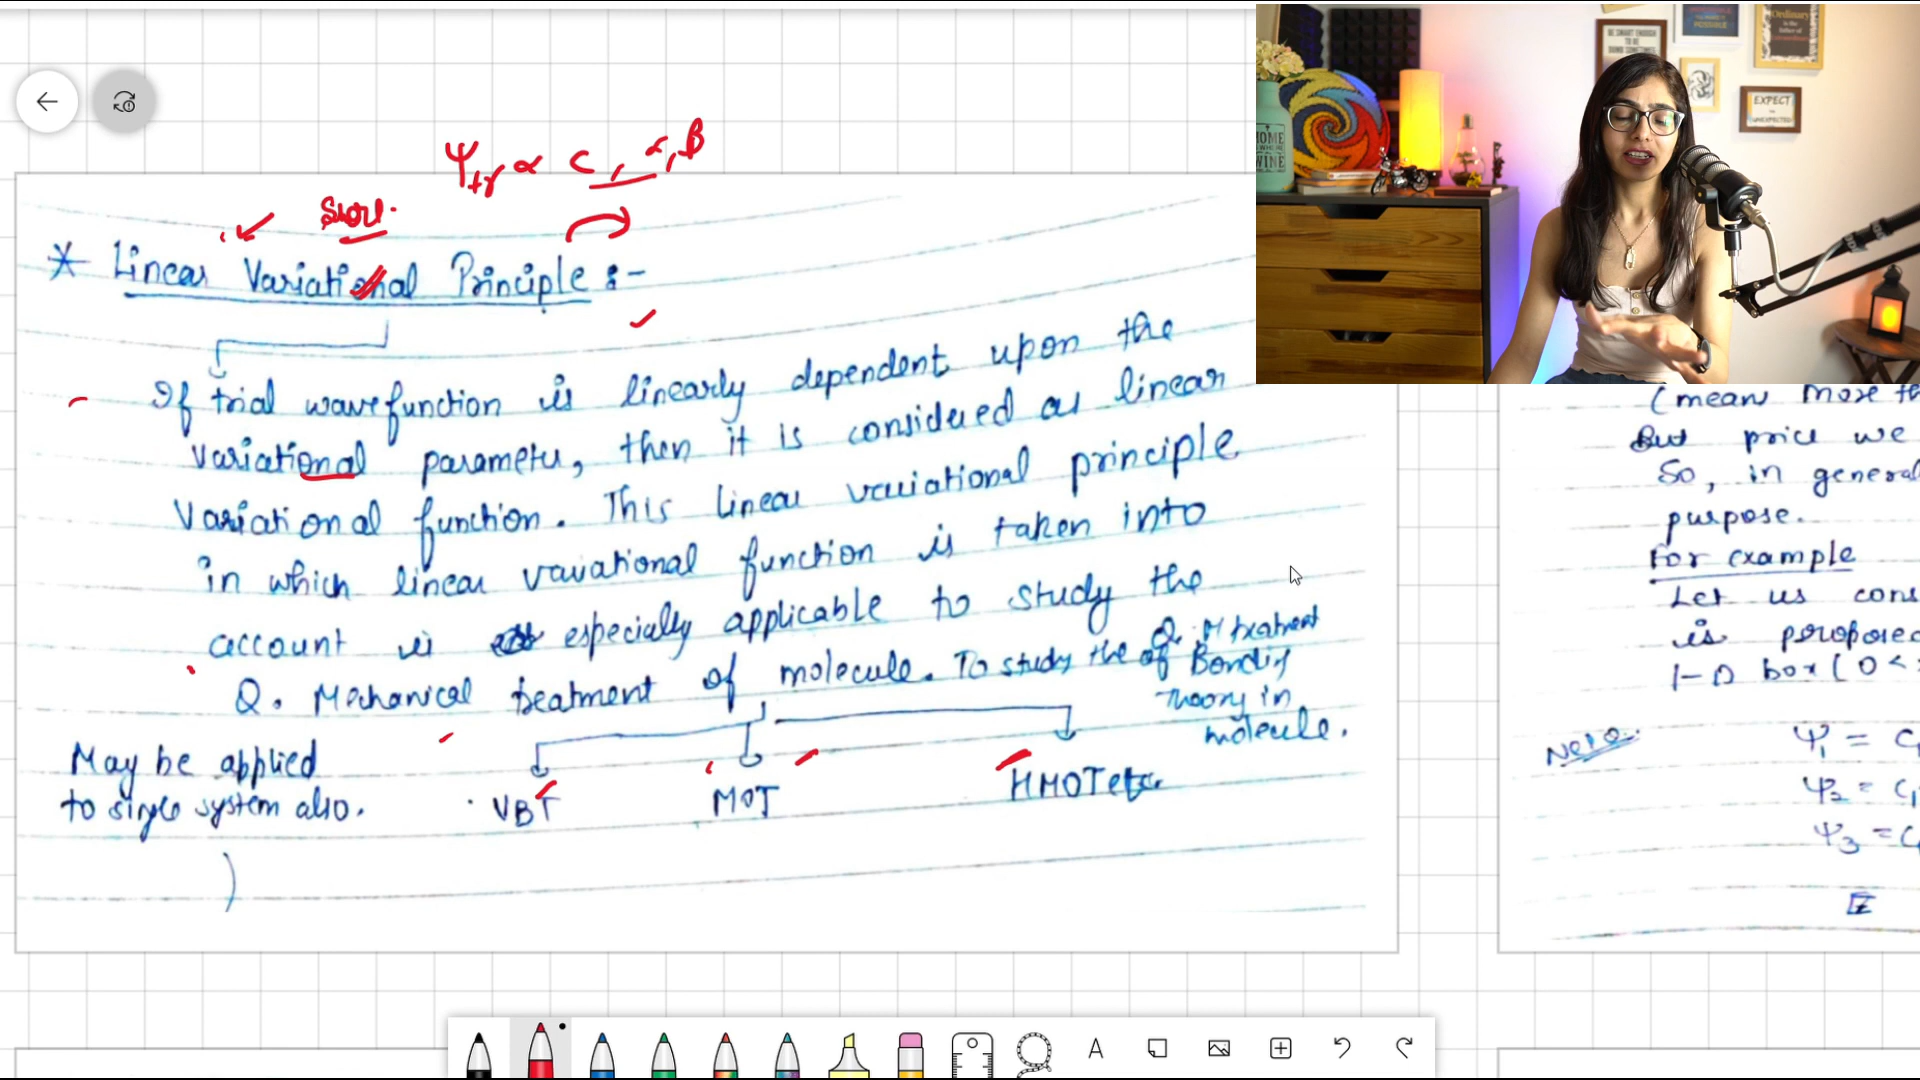 Ψtr ∝ c, α, β
* Linear Variational Principle :-
If trial wavefunction is linearly dependent upon the
variational parameter, then it is considered as linear
Variational function. This linear variational principle
in which linear variational function is taken into
account is especially applicable to study the
Q. Mechanical treatment of molecule. To study the Q. M treatment
of Bonding
Theory in
molecule.
May be applied
to single system also.
VBT
MOT
HMOT etc.
(means more th
But price we
So, in general
purpose.
For example
Let us cons
is proposed
1-D box (0 <
Note
Ψ1 = C
Ψ2 = C1
Ψ3 = C
HOME
WINE
EXPECT
UNEXPECTED
A